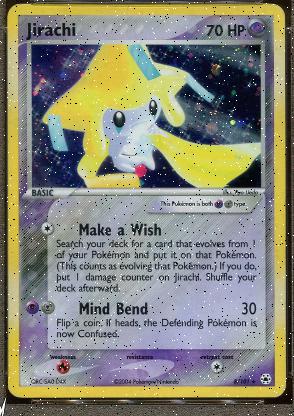 Jirachi 70 HP
BASIC
This Pokémon is both type.
Make a Wish
Search your deck for a card that evolves from 1
of your Pokémon and put it on that Pokémon.
(This counts as evolving that Pokémon.) If you do,
put 1 damage counter on Jirachi. Shuffle your
deck afterward.
Mind Bend 30
Flip a coin. If heads, the Defending Pokémon is
now Confused.
weakness resistance retreat cost
©2004 Pokémon/Nintendo 8/101